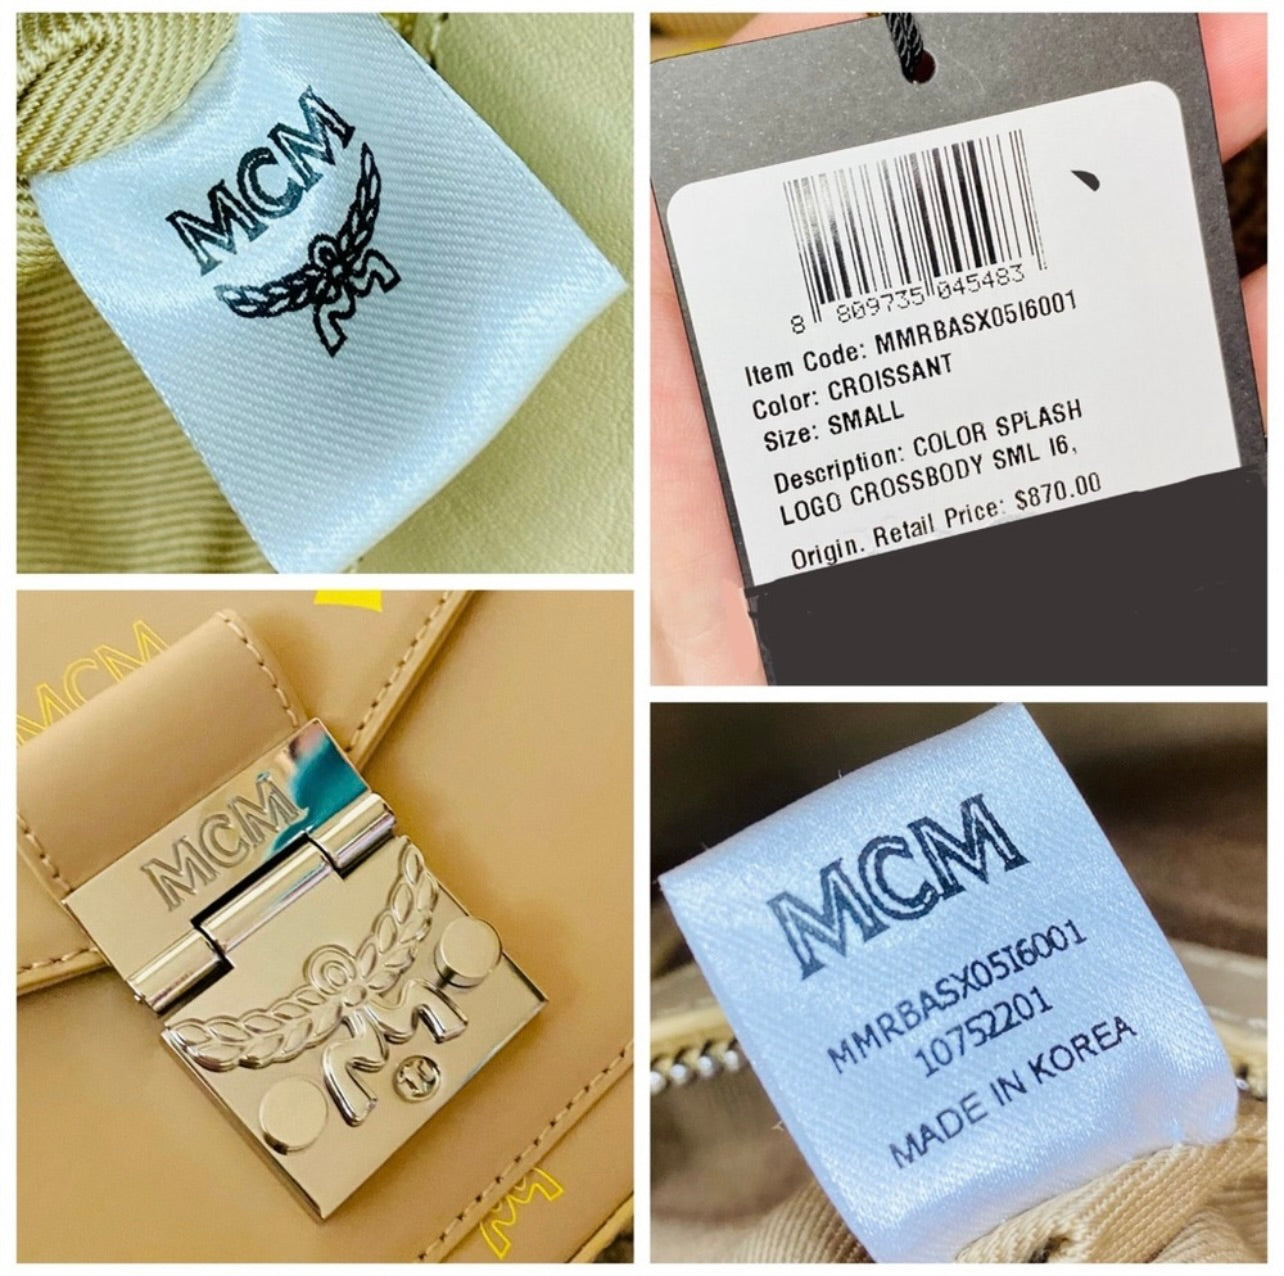 MCM
8 809735 045483
Item Code: MMRBASX05I6001
Color: CROISSANT
Size: SMALL
Description: COLOR SPLASH
LOGO CROSSBODY SML I6,
Origin. Retail Price: $870.00
MCM
MCM
MCM
MMRBASX05I6001
10752201
MADE IN KOREA